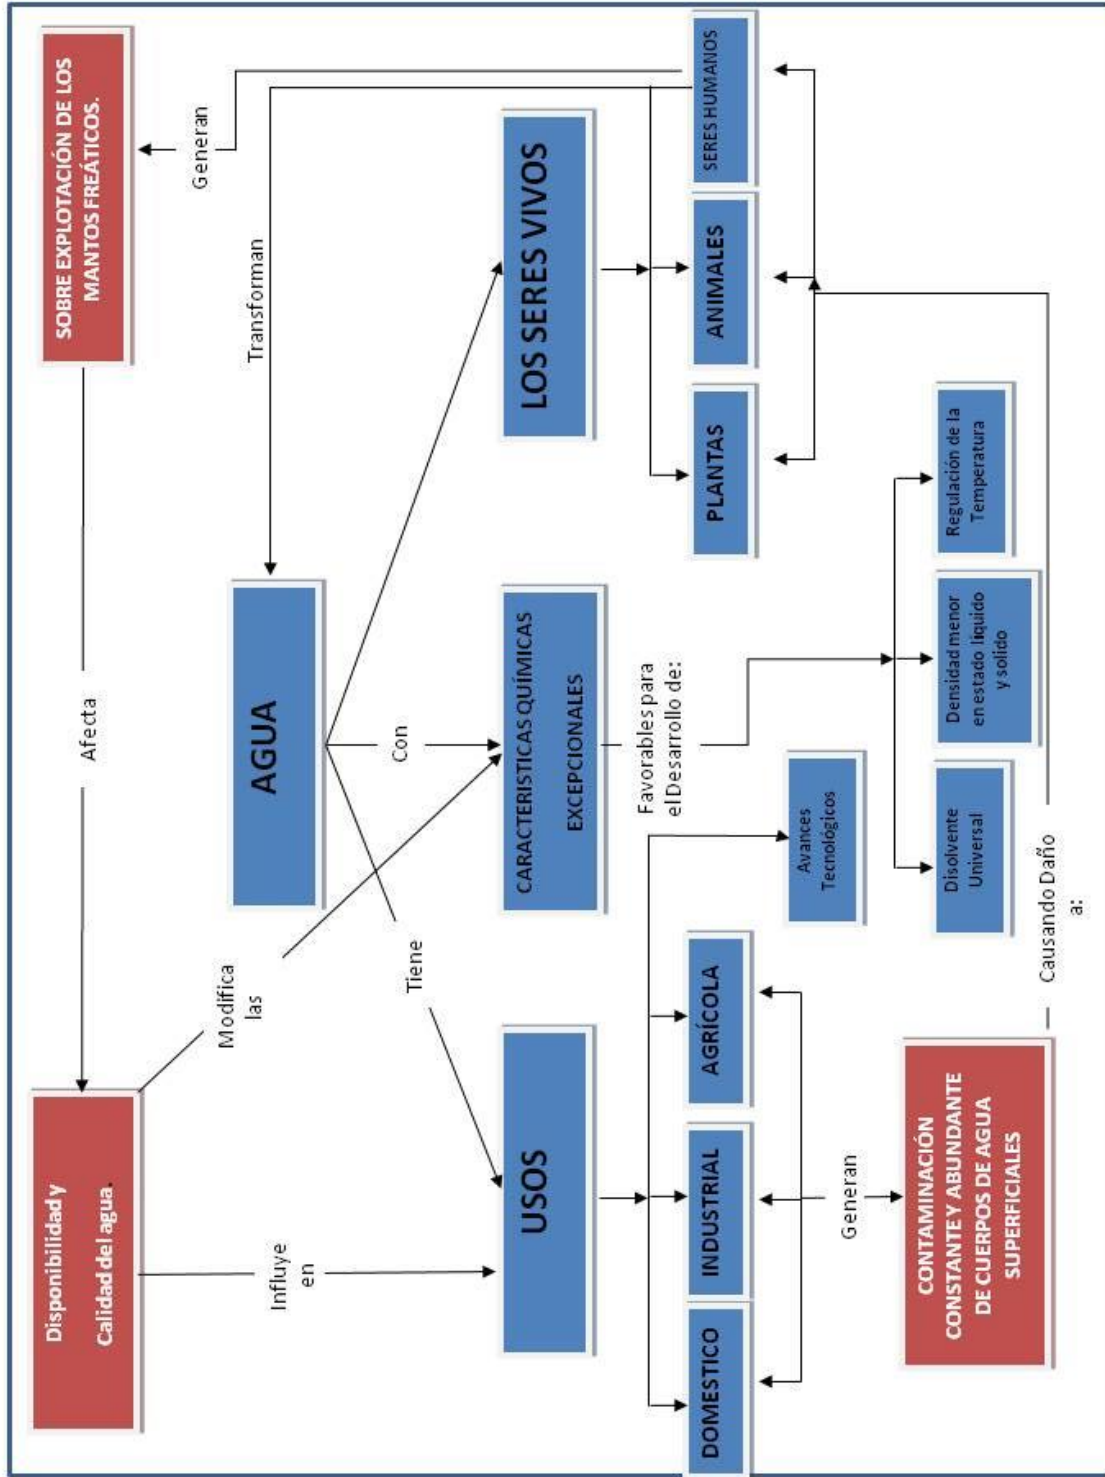 Disponibilidad y
Calidad del agua.
Afecta
SOBRE EXPLOTACIÓN DE LOS
MANTOS FREÁTICOS.
Generan
Transforman
Modifica
las
Influye
en
AGUA
Tiene
Con
USOS
CARACTERISTICAS QUÍMICAS
EXCEPCIONALES
LOS SERES VIVOS
Favorables para
el Desarrollo de:
DOMESTICO
INDUSTRIAL
AGRÍCOLA
Avances
Tecnológicos
PLANTAS
ANIMALES
SERES HUMANOS
Generan
Disolvente
Universal
Densidad menor
en estado líquido
y solido
Regulación de la
Temperatura
CONTAMINACIÓN
CONSTANTE Y ABUNDANTE
DE CUERPOS DE AGUA
SUPERFICIALES
Causando Daño
a: